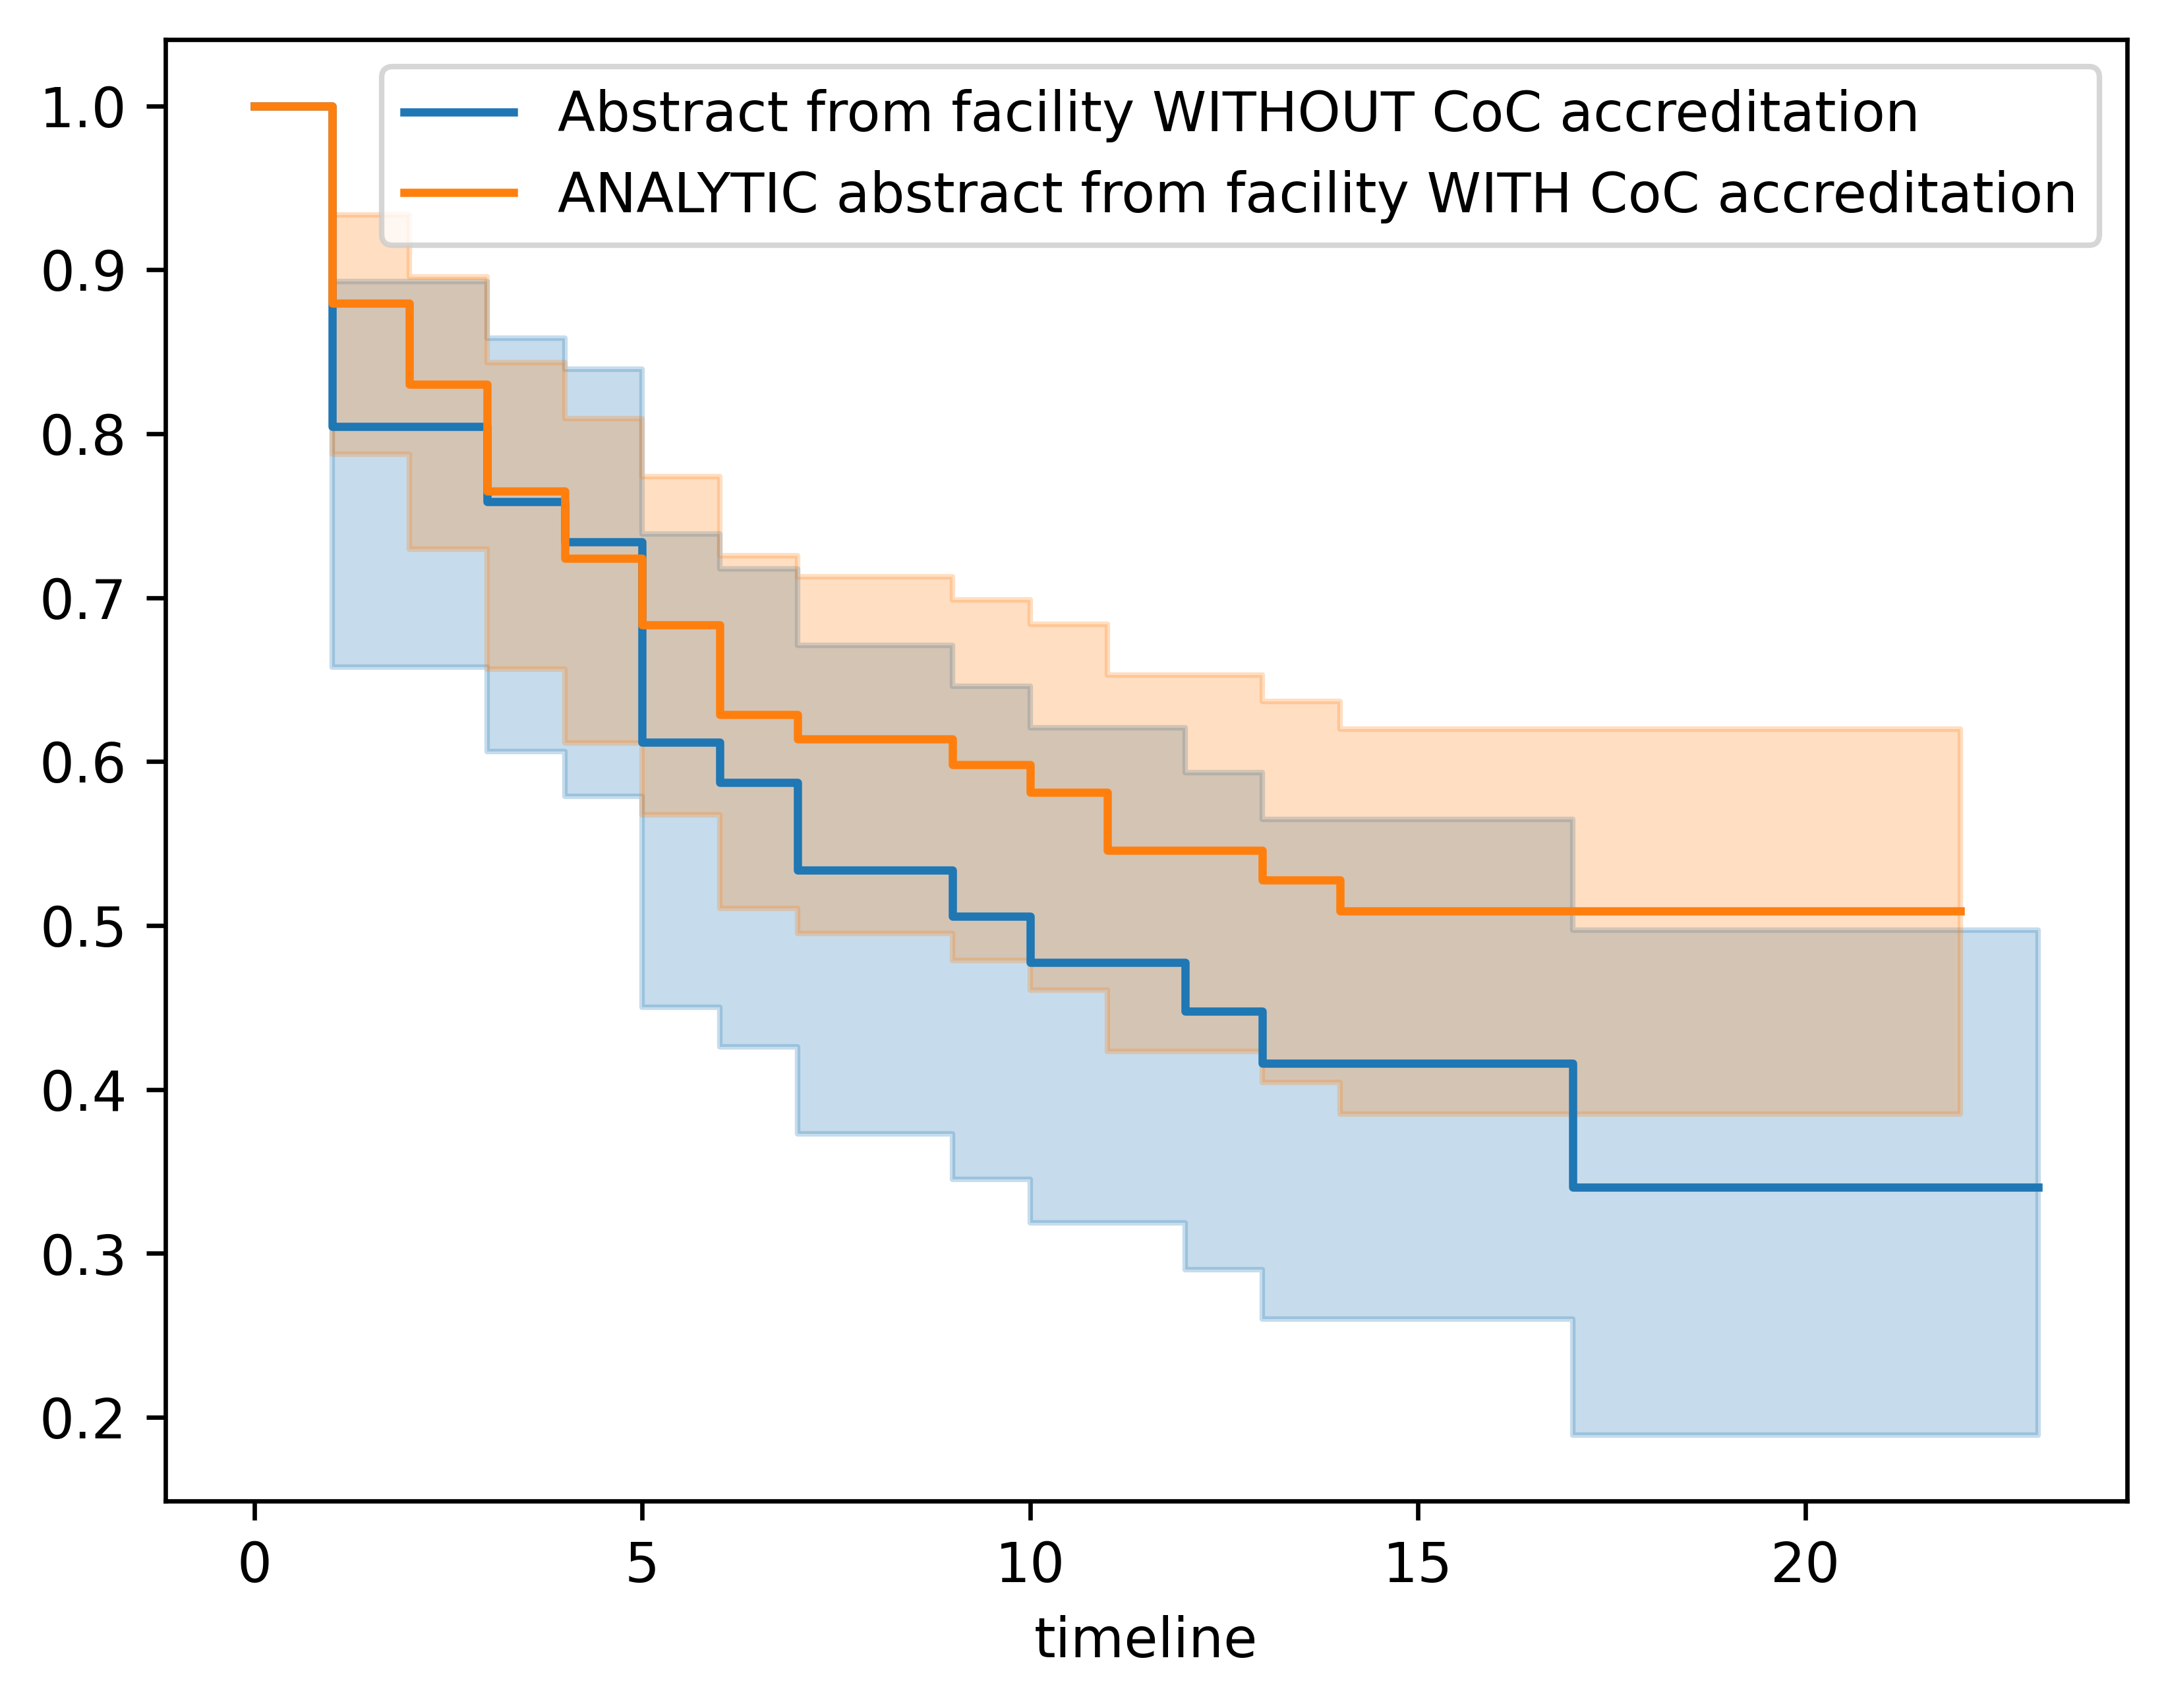 Abstract from facility WITHOUT CoC accreditation
ANALYTIC abstract from facility WITH CoC accreditation
1.0
0.9
0.8
0.7
0.6
0.5
0.4
0.3
0.2
0 5 10 15 20
timeline